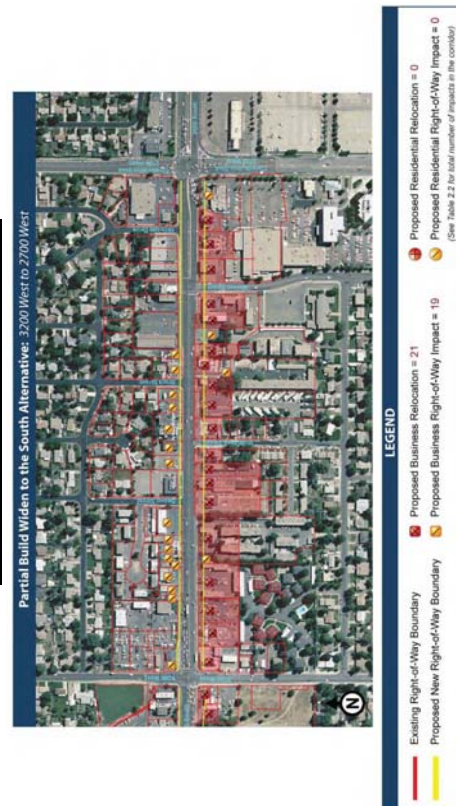 Partial Build Widen to the South Alternative: 3200 West to 2700 West
N
LEGEND
Existing Right-of-Way Boundary
Proposed New Right-of-Way Boundary
Proposed Business Relocation = 21
Proposed Business Right-of-Way Impact = 19
Proposed Residential Relocation = 0
Proposed Residential Right-of-Way Impact = 0
(See Table 2.2 for total number of impacts in the corridor)